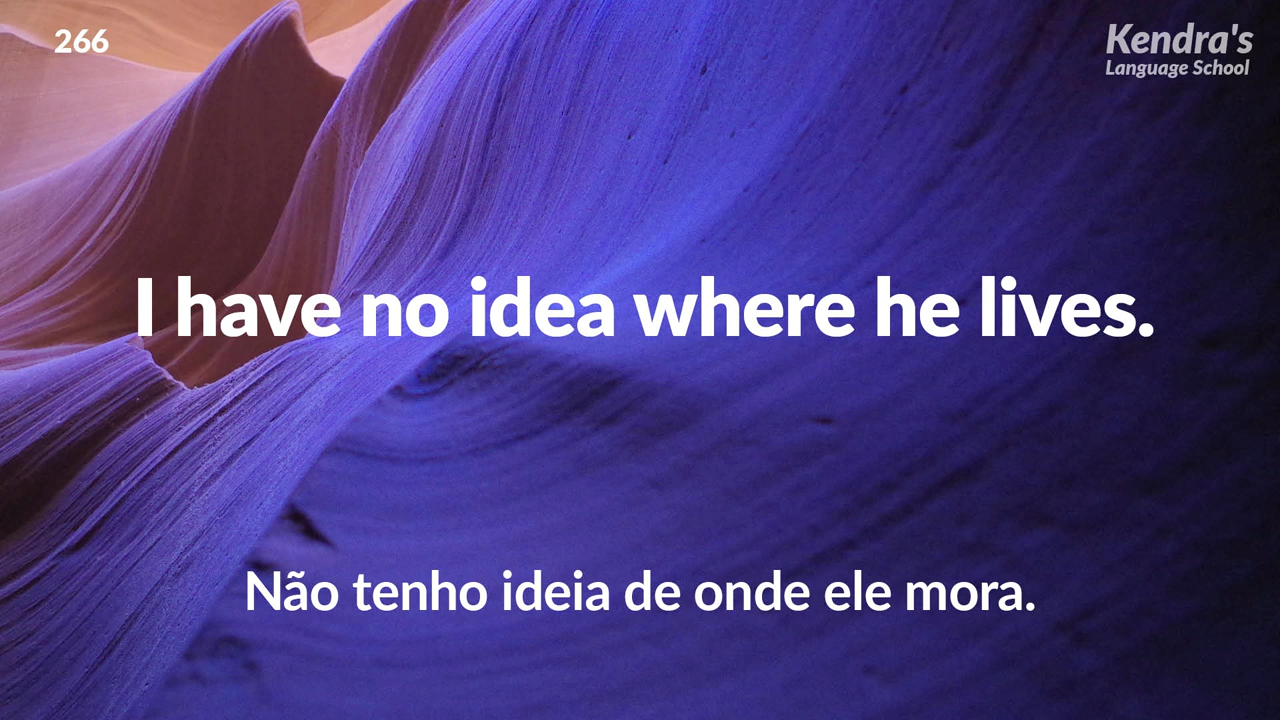 266
Kendra's
Language School
I have no idea where he lives.
Não tenho ideia de onde ele mora.